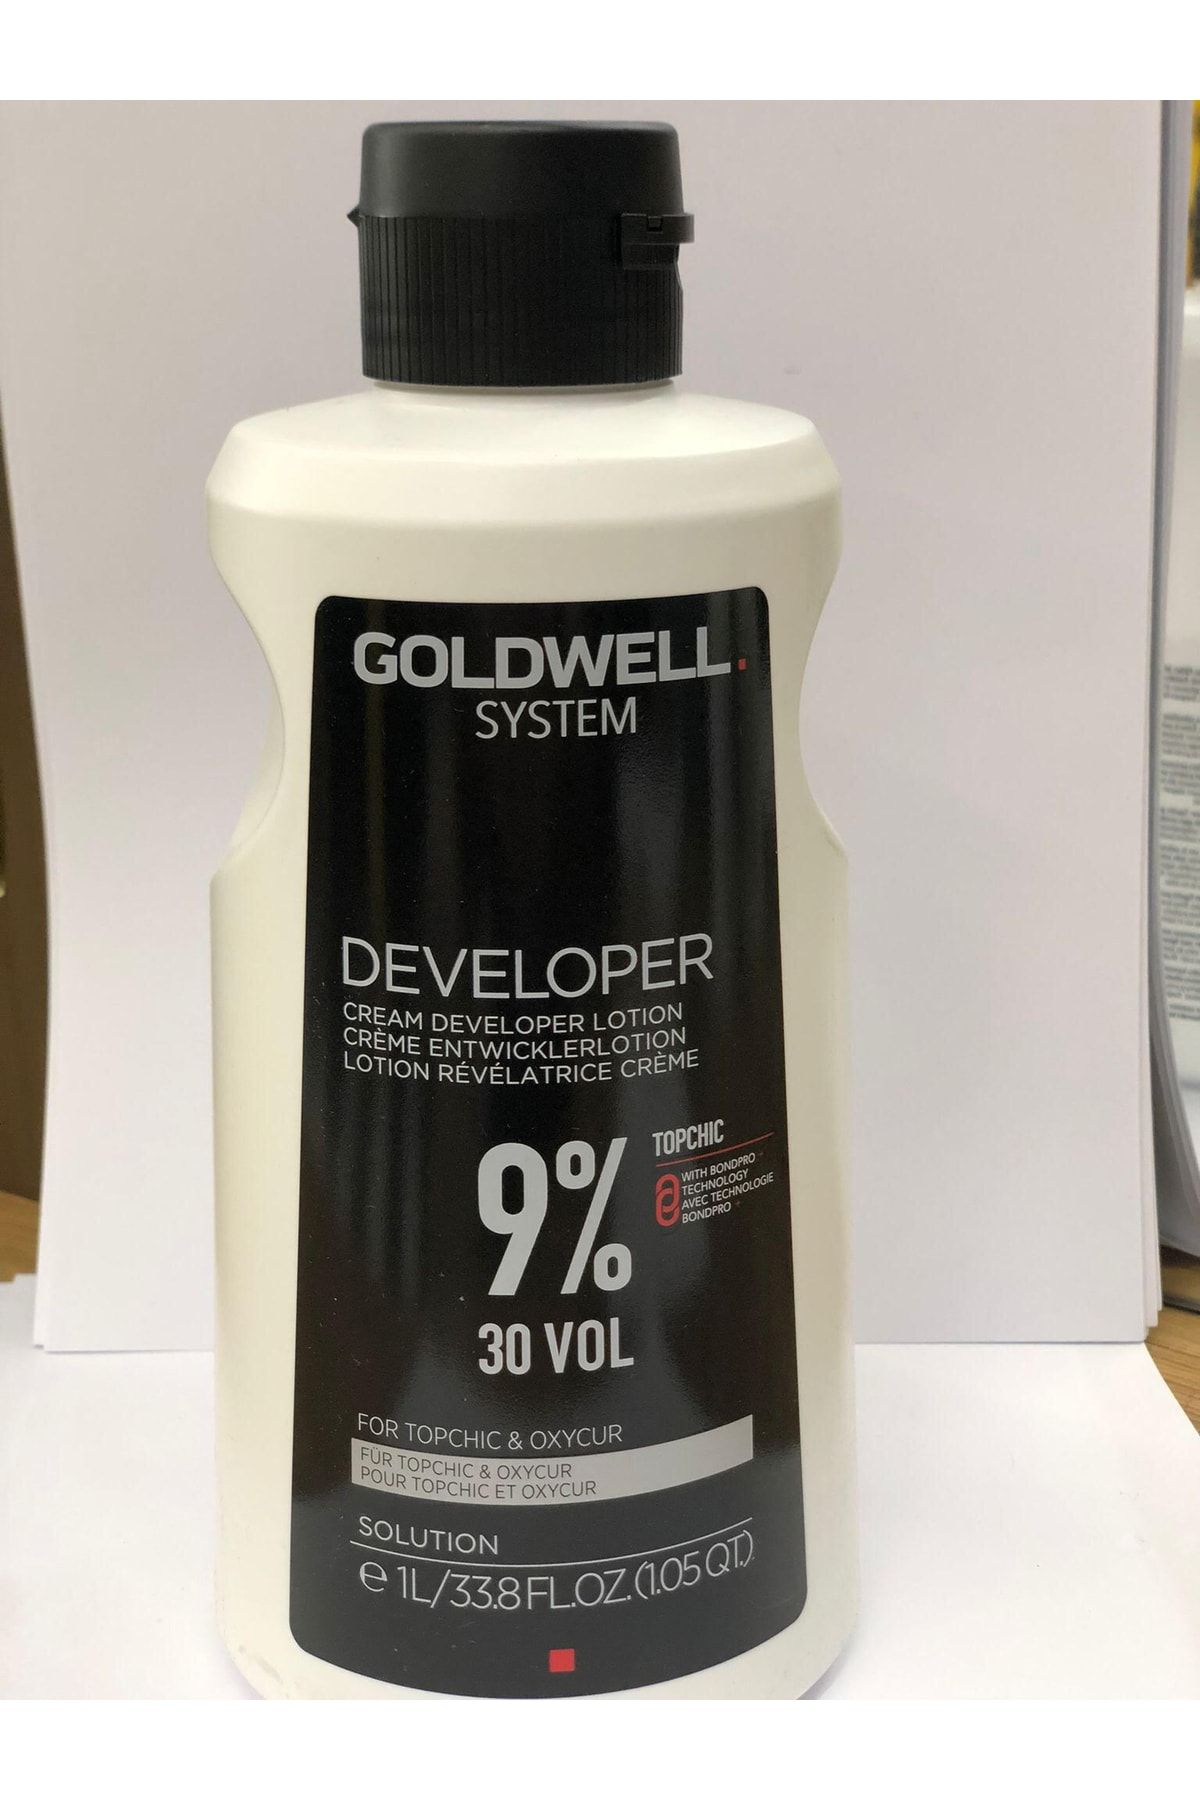 GOLDWELL.
SYSTEM
DEVELOPER
CREAM DEVELOPER LOTION
CRÈME ENTWICKLERLOTION
LOTION RÉVÉLATRICE CRÈME
9%
30 VOL
TOPCHIC
WITH BONDPRO+
TECHNOLOGY
AVEC TECHNOLOGIE
BONDPRO+
FOR TOPCHIC & OXYCUR
FÜR TOPCHIC & OXYCUR
POUR TOPCHIC ET OXYCUR
SOLUTION
℮ 1L/33.8 FL.OZ.(1.05 QT.)